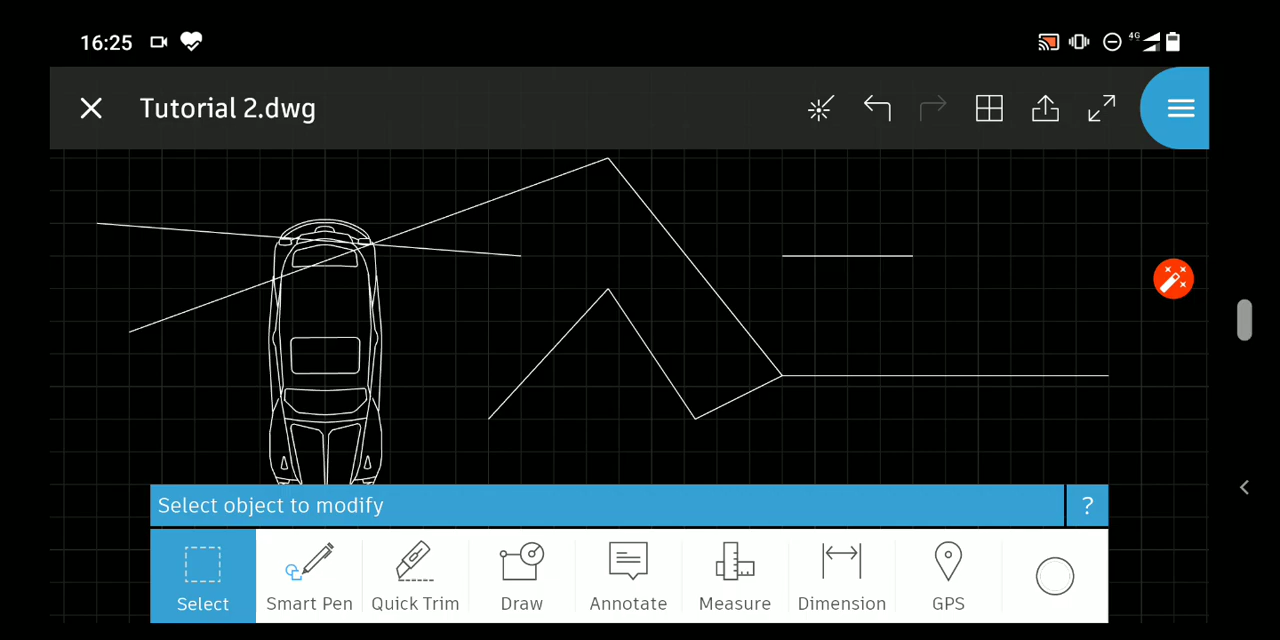 16:25
4G
Tutorial 2.dwg
Select object to modify
?
Select
Smart Pen
Quick Trim
Draw
Annotate
Measure
Dimension
GPS